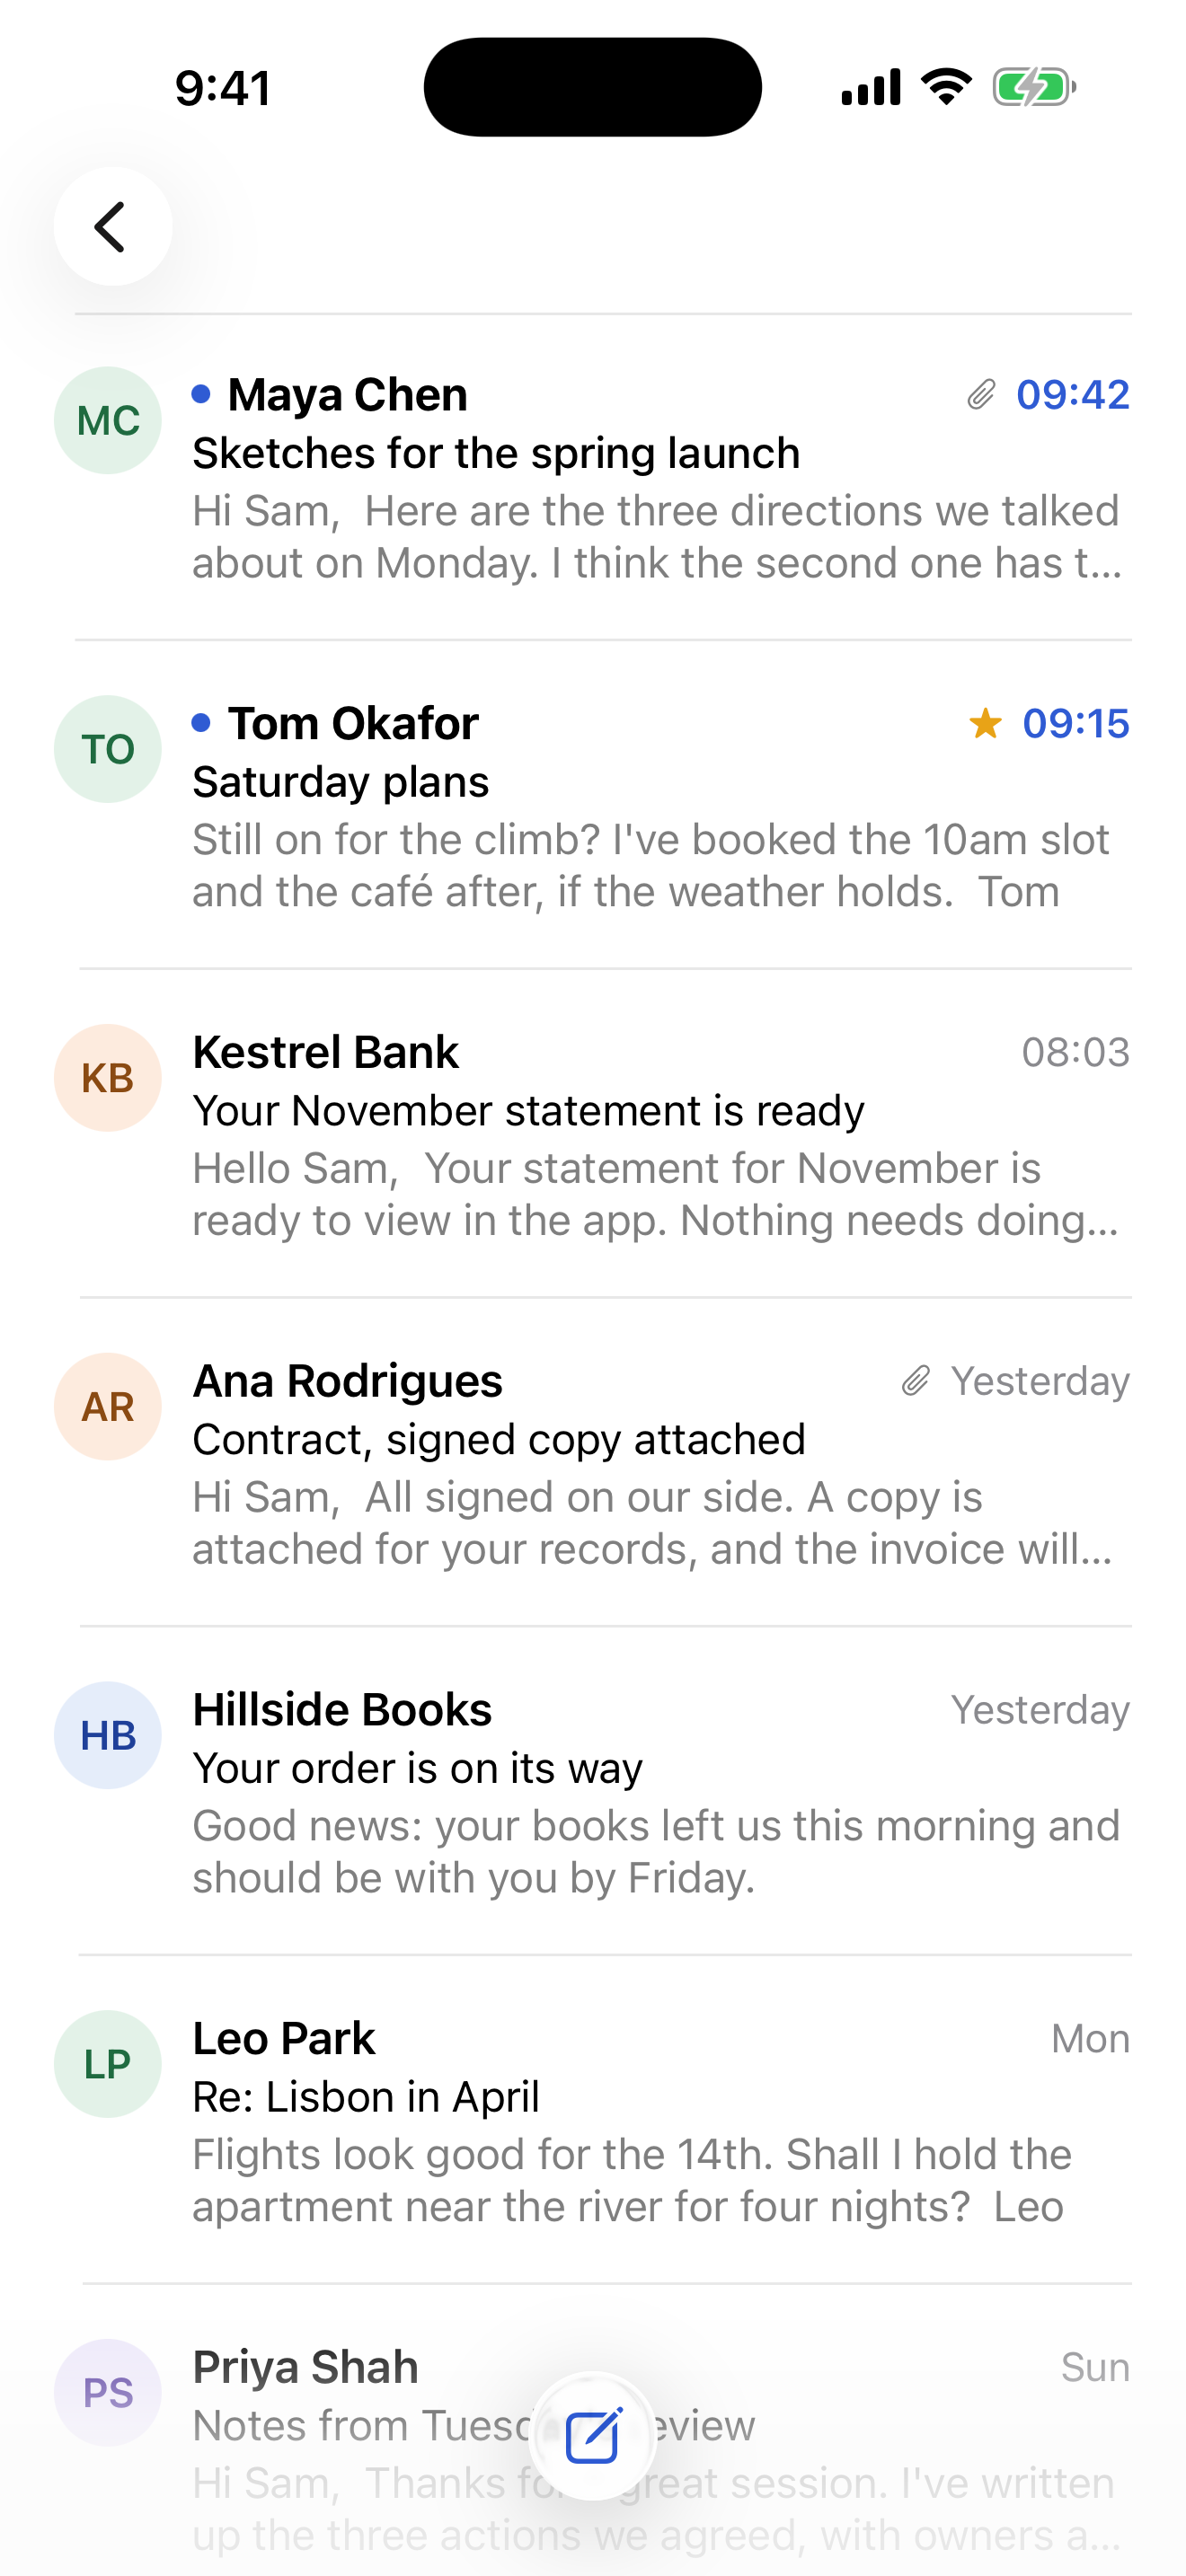 9:41
MC
Maya Chen
09:42
Sketches for the spring launch
Hi Sam,  Here are the three directions we talked
about on Monday. I think the second one has t...
TO
Tom Okafor
09:15
Saturday plans
Still on for the climb? I've booked the 10am slot
and the café after, if the weather holds.  Tom
KB
Kestrel Bank
08:03
Your November statement is ready
Hello Sam,  Your statement for November is
ready to view in the app. Nothing needs doing...
AR
Ana Rodrigues
Yesterday
Contract, signed copy attached
Hi Sam,  All signed on our side. A copy is
attached for your records, and the invoice will...
HB
Hillside Books
Yesterday
Your order is on its way
Good news: your books left us this morning and
should be with you by Friday.
LP
Leo Park
Mon
Re: Lisbon in April
Flights look good for the 14th. Shall I hold the
apartment near the river for four nights?  Leo
PS
Priya Shah
Sun
Notes from
Hi Sam,  Thanks great session. I've written
up the three actions we agreed, with owners a...